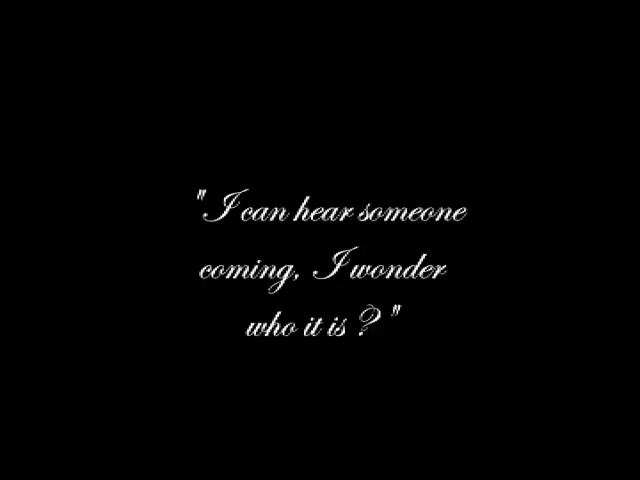 "I can hear someone
coming, I wonder
who it is ? "